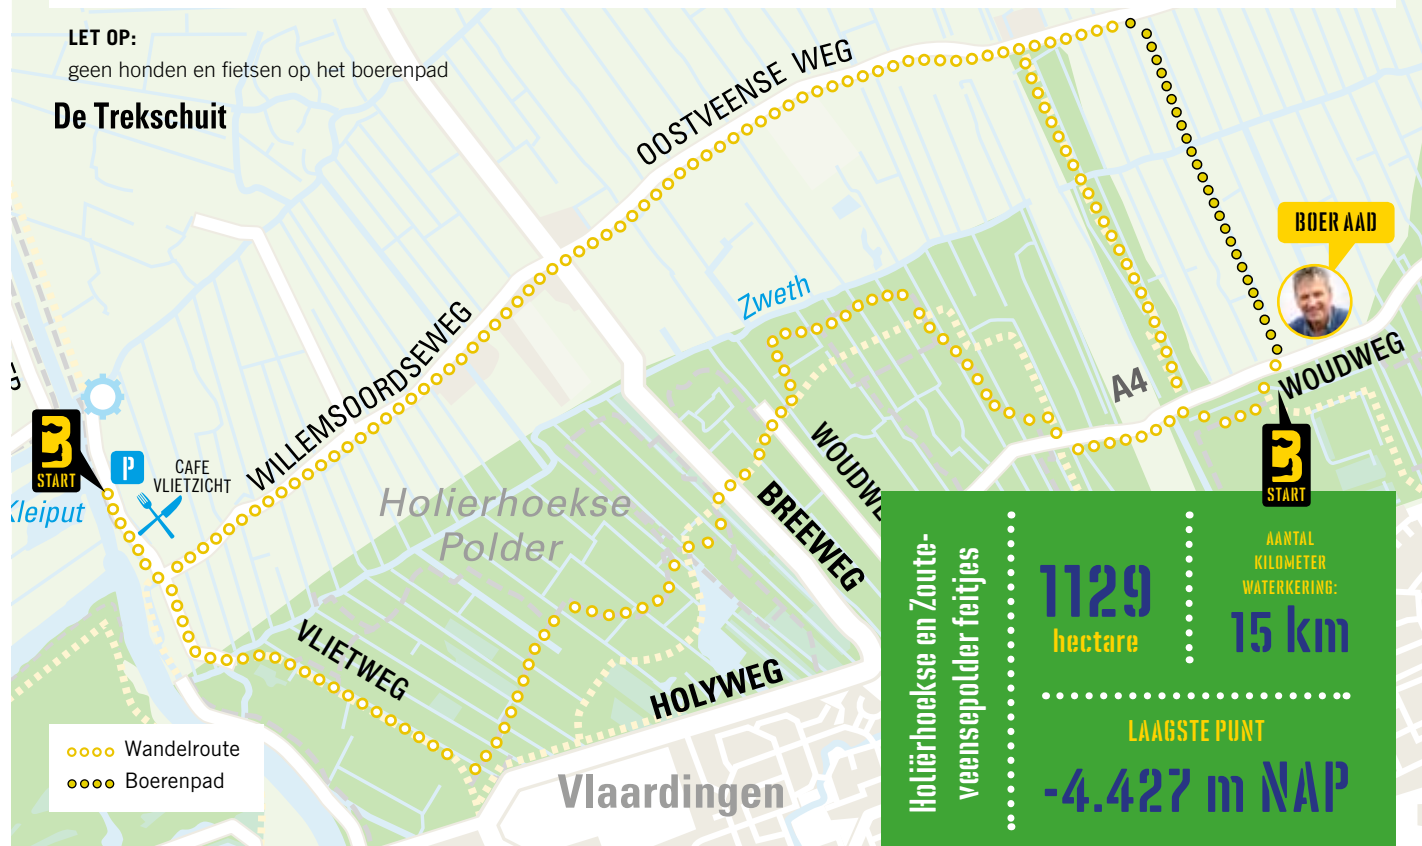 LET OP:
geen honden en fietsen op het boerenpad
De Trekschuit
OOSTVEENSE WEG
BOER AAD
Zweth
WILLEMSOORDSEWEG
WOUDWEG
A4
B
START
P
CAFE
VLIETZICHT
Kleiput
Holierhoekse
Polder
BREEWEG
B
START
VLIETWEG
HOLYWEG
Vlaardingen
Wandelroute
Boerenpad
Holiërhoekse en Zoute-
veensepolder feitjes
1129
hectare
AANTAL
KILOMETER
WATERKERING:
15 km
LAAGSTE PUNT
-4.427 m NAP